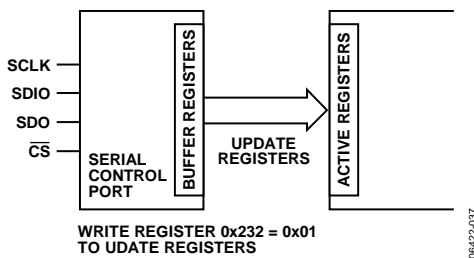 SCLK
SDIO
SDO
CS
SERIAL
CONTROL
PORT
BUFFER REGISTERS
UPDATE
REGISTERS
ACTIVE REGISTERS
WRITE REGISTER 0x232 = 0x01
TO UDATE REGISTERS
06422-037